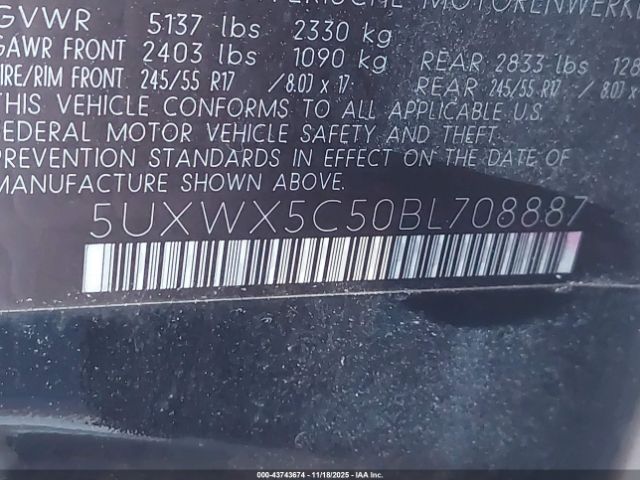 MOTORENWERKE
GVWR 5137 lbs 2330 kg
GAWR FRONT 2403 lbs 1090 kg REAR 2833 lbs 128
TIRE/RIM FRONT 245/55 R17 /8.0J x 17 REAR 245/55 R17 /8.0J x
THIS VEHICLE CONFORMS TO ALL APPLICABLE U.S.
FEDERAL MOTOR VEHICLE SAFETY AND THEFT
PREVENTION STANDARDS IN EFFECT ON THE DATE OF
MANUFACTURE SHOWN ABOVE.
5UXWX5C50BL708887
000-43743674 | 11/18/2025 - IAAI, Inc.